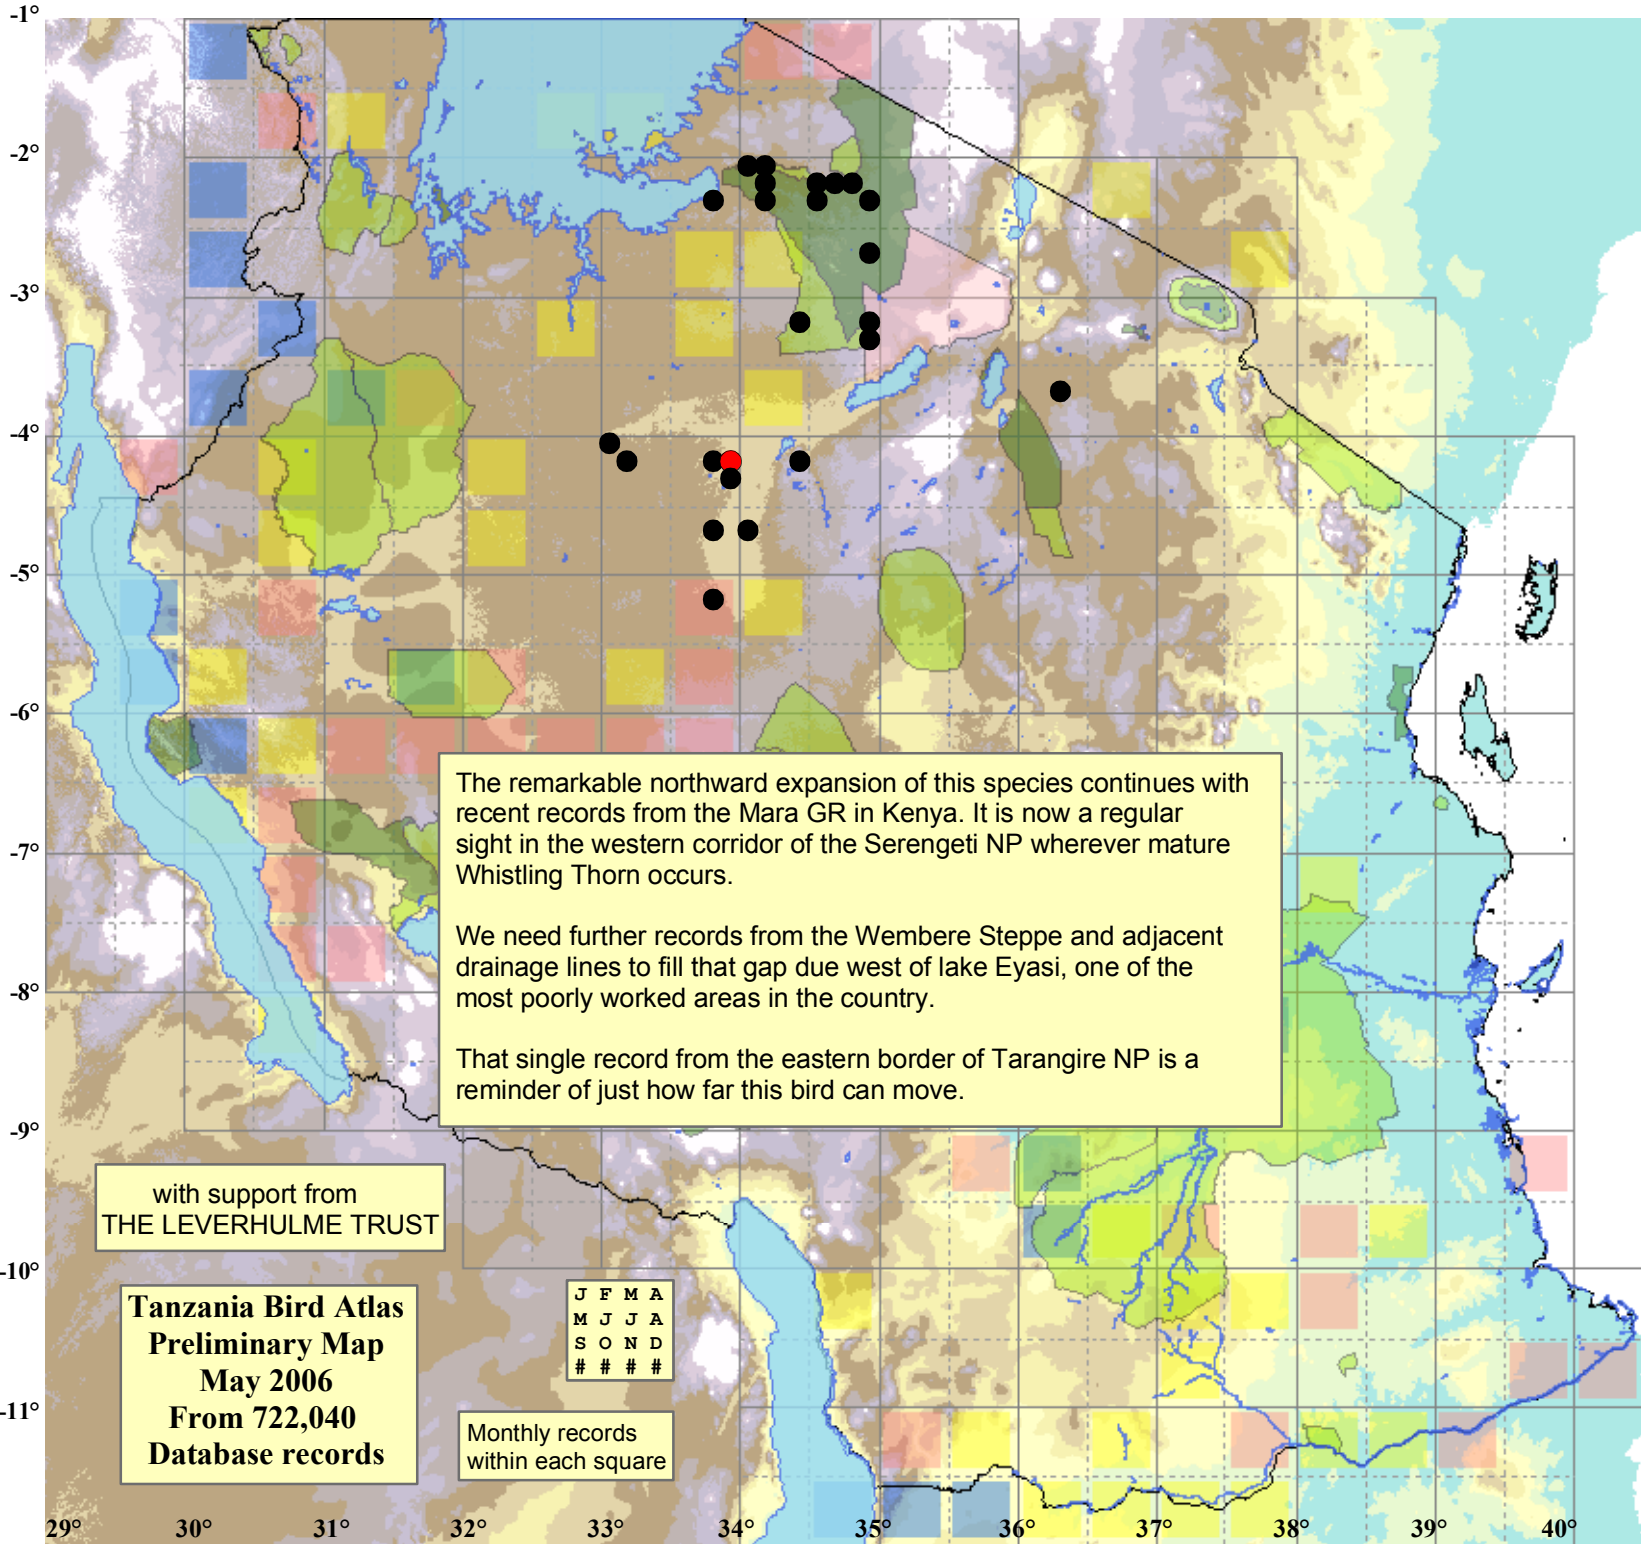 -1°
-2°
-3°
-4°
-5°
-6°
-7°
-8°
-9°
-10°
-11°
The remarkable northward expansion of this species continues with
recent records from the Mara GR in Kenya. It is now a regular
sight in the western corridor of the Serengeti NP wherever mature
Whistling Thorn occurs.
We need further records from the Wembere Steppe and adjacent
drainage lines to fill that gap due west of lake Eyasi, one of the
most poorly worked areas in the country.
That single record from the eastern border of Tarangire NP is a
reminder of just how far this bird can move.
with support from
THE LEVERHULME TRUST
Tanzania Bird Atlas
Preliminary Map
May 2006
From 722,040
Database records
J F M A
M J J A
S O N D
# # # #
Monthly records
within each square
29° 30° 31° 32° 33° 34° 35° 36° 37° 38° 39° 40°